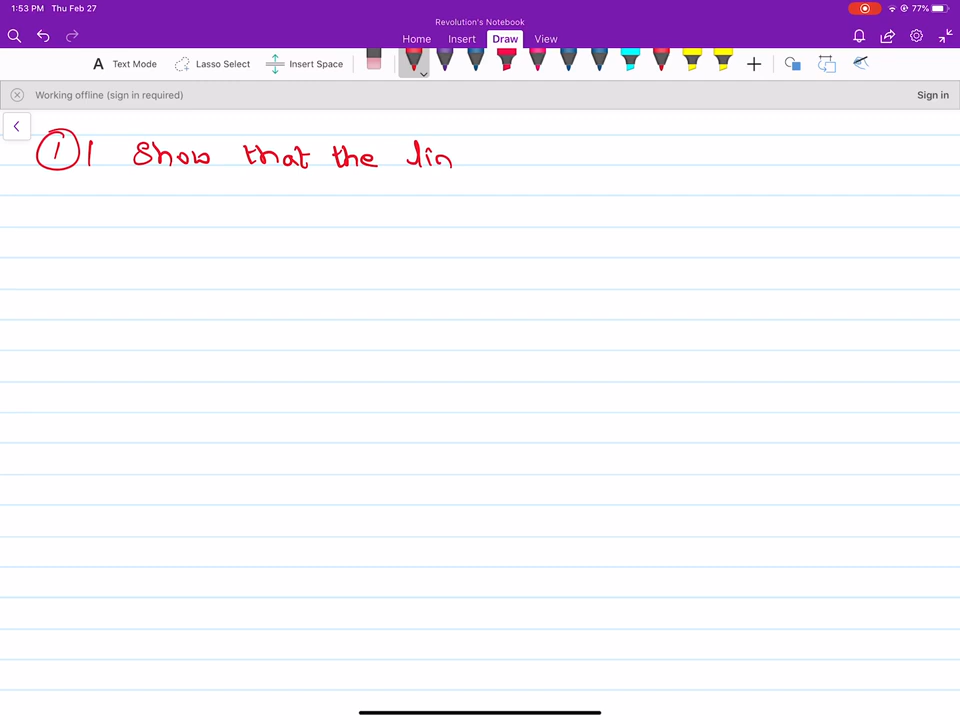 1:53 PM Thu Feb 27
77%
Revolution's Notebook
Home Insert Draw View
A Text Mode Lasso Select Insert Space
Working offline (sign in required) Sign in
1) Show that the lin